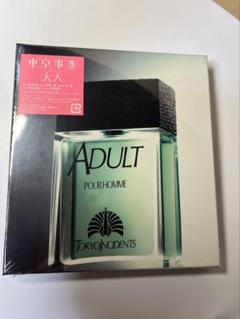 東京事変
大人
ADULT
POUR HOMME
TOKYO INCIDENTS